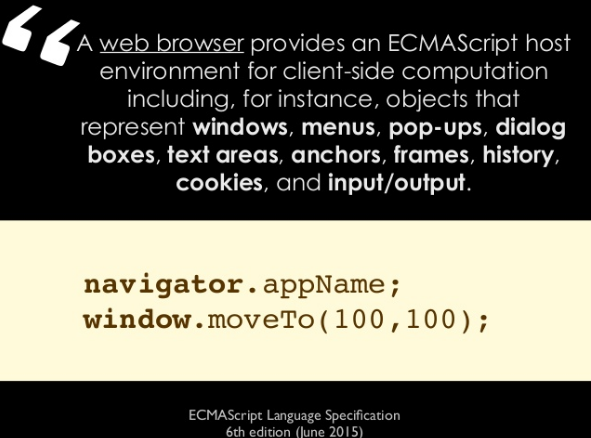 “
A web browser provides an ECMAScript host
environment for client-side computation
including, for instance, objects that
represent windows, menus, pop-ups, dialog
boxes, text areas, anchors, frames, history,
cookies, and input/output.
navigator.appName;
window.moveTo(100,100);
ECMAScript Language Specification
6th edition (June 2015)